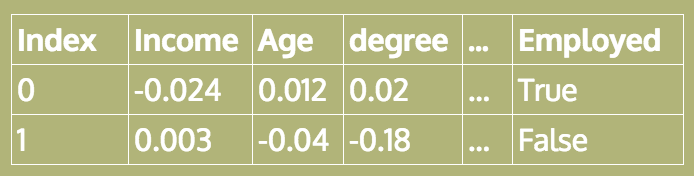 Index Income Age degree ... Employed
0 -0.024 0.012 0.02 ... True
1 0.003 -0.04 -0.18 ... False